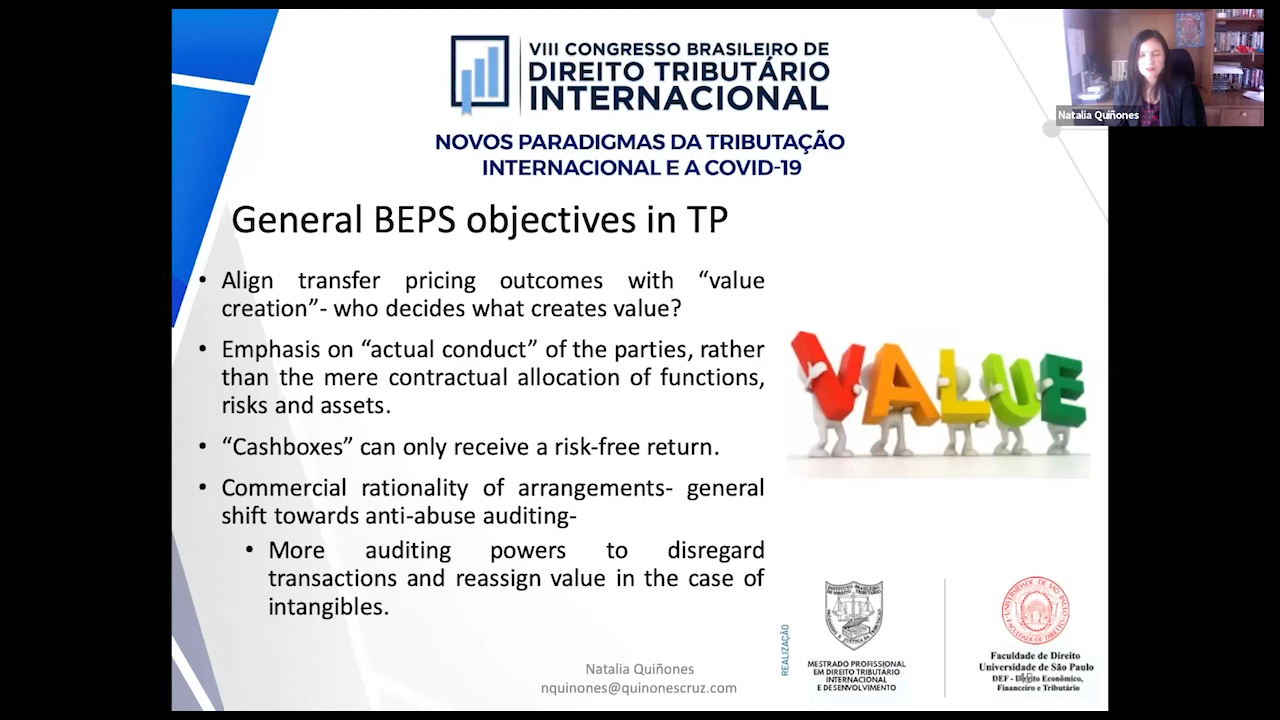 VIII CONGRESSO BRASILEIRO DE
DIREITO TRIBUTÁRIO
INTERNACIONAL
NOVOS PARADIGMAS DA TRIBUTAÇÃO
INTERNACIONAL E A COVID-19
Natalia Quiñones
General BEPS objectives in TP
• Align transfer pricing outcomes with “value
creation”- who decides what creates value?
• Emphasis on “actual conduct” of the parties, rather
than the mere contractual allocation of functions,
risks and assets.
• “Cashboxes” can only receive a risk-free return.
• Commercial rationality of arrangements- general
shift towards anti-abuse auditing-
• More auditing powers to disregard
transactions and reassign value in the case of
intangibles.
VALUE
Natalia Quiñones
nquinones@quinonescruz.com
REALIZAÇÃO
MESTRADO PROFISSIONAL
EM DIREITO TRIBUTÁRIO
INTERNACIONAL
E DESENVOLVIMENTO
Faculdade de Direito
Universidade de São Paulo
DEF - Direito Econômico,
Financeiro e Tributário